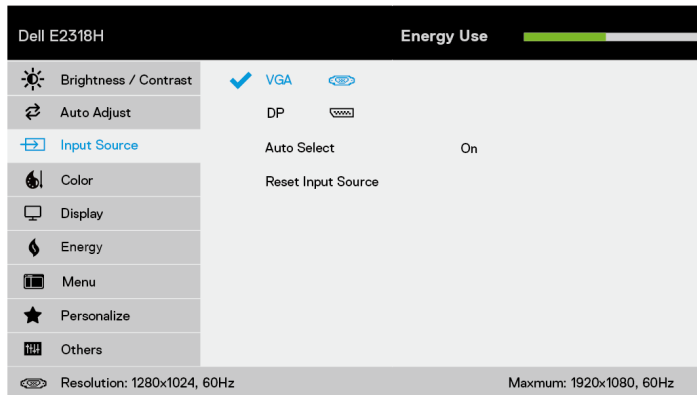 Dell E2318H Energy Use
Brightness / Contrast VGA
Auto Adjust DP
Input Source Auto Select On
Color Reset Input Source
Display
Energy
Menu
Personalize
Others
Resolution: 1280x1024, 60Hz Maxmum: 1920x1080, 60Hz